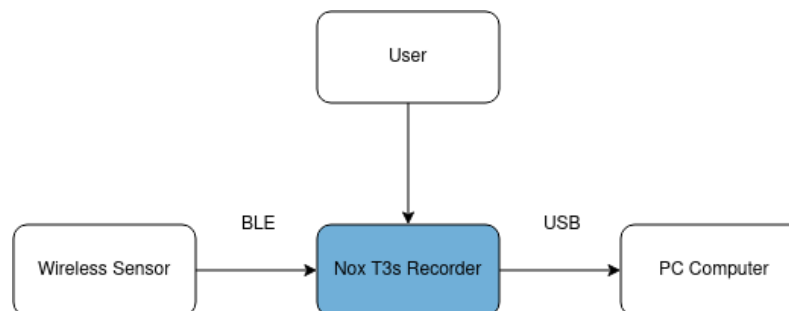 User
BLE
USB
Wireless Sensor
Nox T3s Recorder
PC Computer